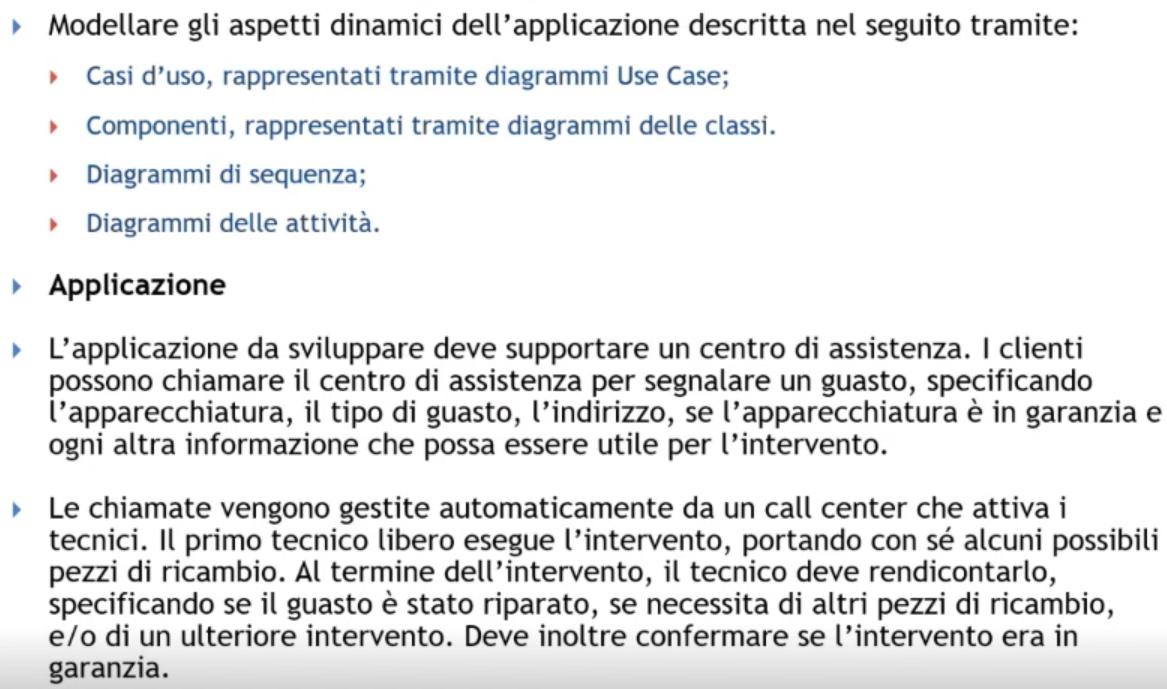 Modellare gli aspetti dinamici dell’applicazione descritta nel seguito tramite:
Casi d’uso, rappresentati tramite diagrammi Use Case;
Componenti, rappresentati tramite diagrammi delle classi.
Diagrammi di sequenza;
Diagrammi delle attività.
Applicazione
L’applicazione da sviluppare deve supportare un centro di assistenza. I clienti
possono chiamare il centro di assistenza per segnalare un guasto, specificando
l’apparecchiatura, il tipo di guasto, l’indirizzo, se l’apparecchiatura è in garanzia e
ogni altra informazione che possa essere utile per l’intervento.
Le chiamate vengono gestite automaticamente da un call center che attiva i
tecnici. Il primo tecnico libero esegue l’intervento, portando con sé alcuni possibili
pezzi di ricambio. Al termine dell’intervento, il tecnico deve rendicontarlo,
specificando se il guasto è stato riparato, se necessita di altri pezzi di ricambio,
e/o di un ulteriore intervento. Deve inoltre confermare se l’intervento era in
garanzia.